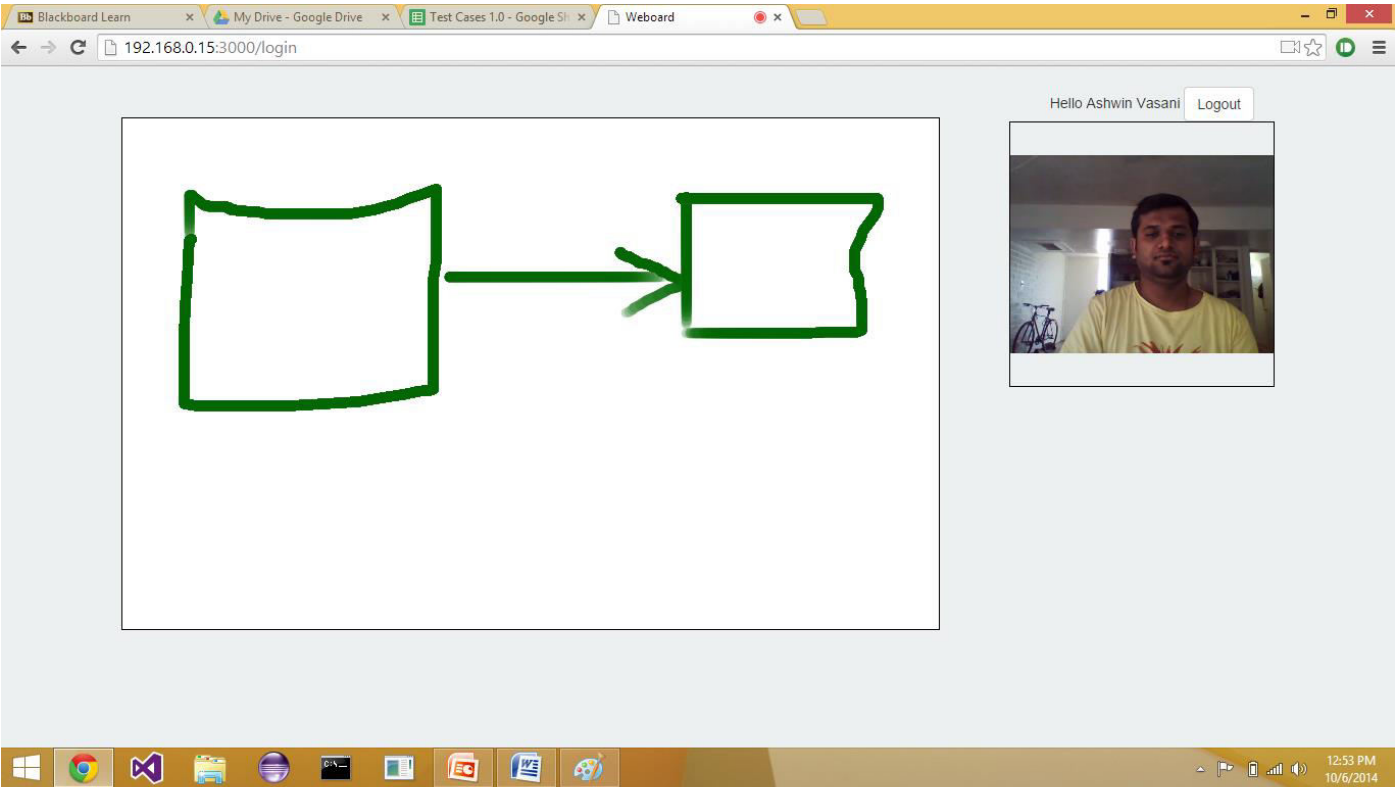 Blackboard Learn My Drive - Google Drive Test Cases 1.0 - Google Sh Weboard
192.168.0.15:3000/login
Hello Ashwin Vasani Logout
12:53 PM
10/6/2014